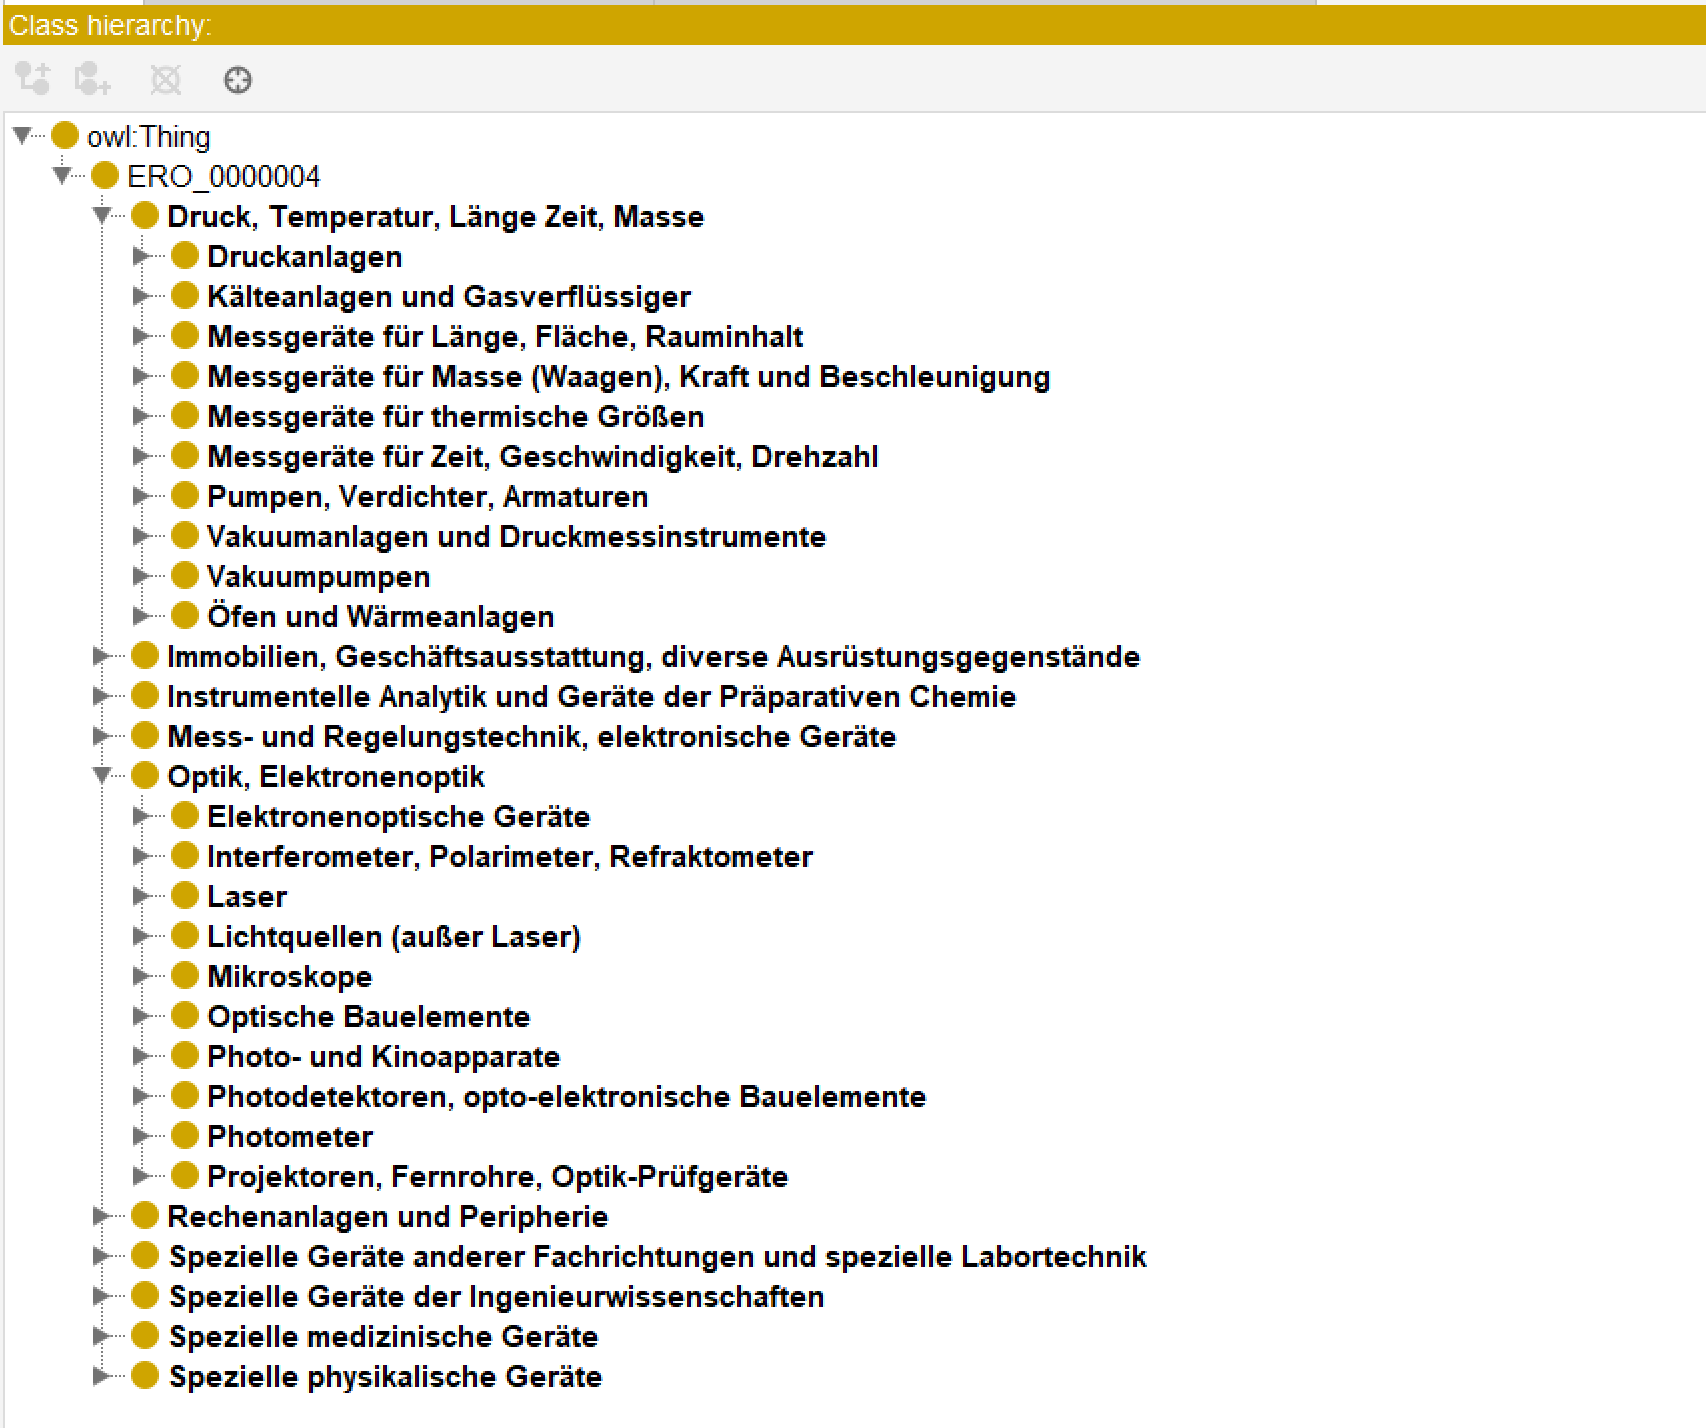 Class hierarchy:
owl:Thing
ERO_0000004
Druck, Temperatur, Länge Zeit, Masse
Druckanlagen
Kälteanlagen und Gasverflüssiger
Messgeräte für Länge, Fläche, Rauminhalt
Messgeräte für Masse (Waagen), Kraft und Beschleunigung
Messgeräte für thermische Größen
Messgeräte für Zeit, Geschwindigkeit, Drehzahl
Pumpen, Verdichter, Armaturen
Vakuumanlagen und Druckmessinstrumente
Vakuumpumpen
Öfen und Wärmeanlagen
Immobilien, Geschäftsausstattung, diverse Ausrüstungsgegenstände
Instrumentelle Analytik und Geräte der Präparativen Chemie
Mess- und Regelungstechnik, elektronische Geräte
Optik, Elektronenoptik
Elektronenoptische Geräte
Interferometer, Polarimeter, Refraktometer
Laser
Lichtquellen (außer Laser)
Mikroskope
Optische Bauelemente
Photo- und Kinoapparate
Photodetektoren, opto-elektronische Bauelemente
Photometer
Projektoren, Fernrohre, Optik-Prüfgeräte
Rechenanlagen und Peripherie
Spezielle Geräte anderer Fachrichtungen und spezielle Labortechnik
Spezielle Geräte der Ingenieurwissenschaften
Spezielle medizinische Geräte
Spezielle physikalische Geräte